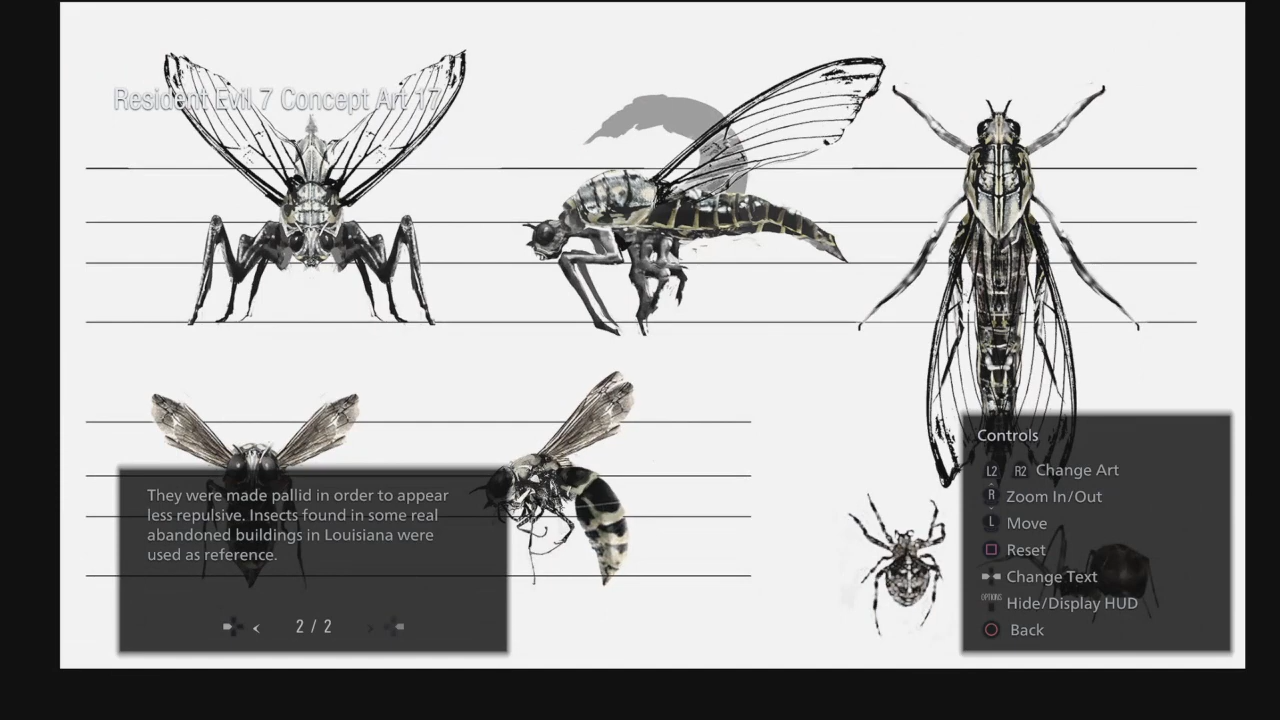 Resident Evil 7 Concept Art 17
They were made pallid in order to appear
less repulsive. Insects found in some real
abandoned buildings in Louisiana were
used as reference.
2 / 2
Controls
L2 R2 Change Art
R Zoom In/Out
L Move
Reset
Change Text
OPTIONS Hide/Display HUD
Back